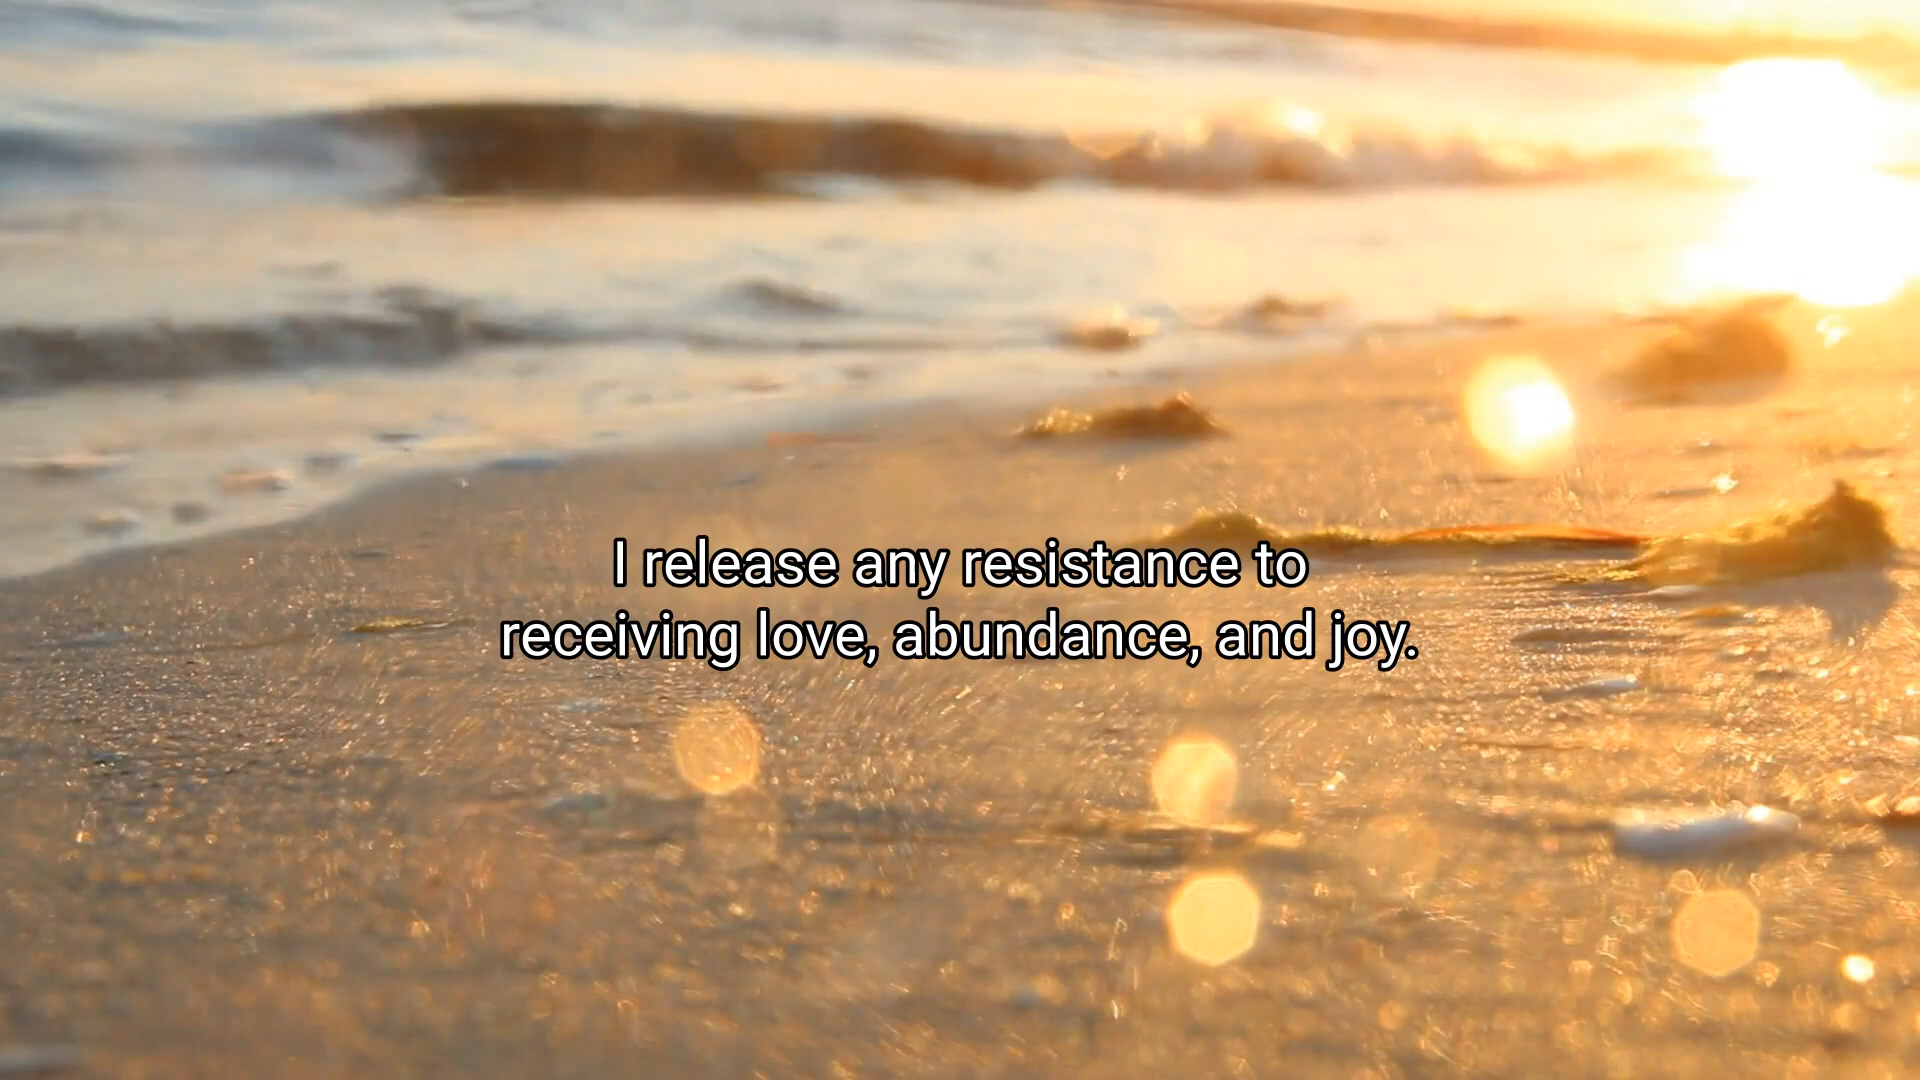 I release any resistance to
receiving love, abundance, and joy.